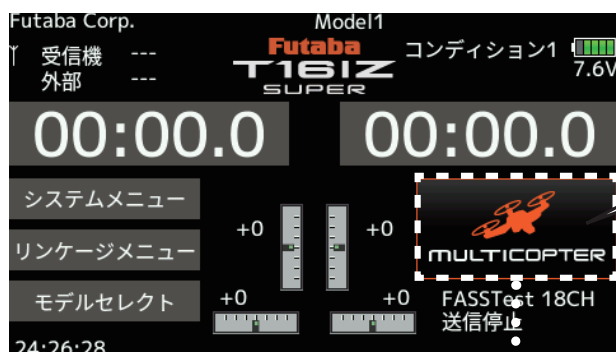 Futaba Corp.
Model1
受信機 ---
外部 ---
Futaba
T16IZ
SUPER
コンディション1
7.6V
00:00.0
00:00.0
システムメニュー
リンケージメニュー
モデルセレクト
+0
+0
+0
+0
MULTICOPTER
FASSTest 18CH
送信停止
24:26:28